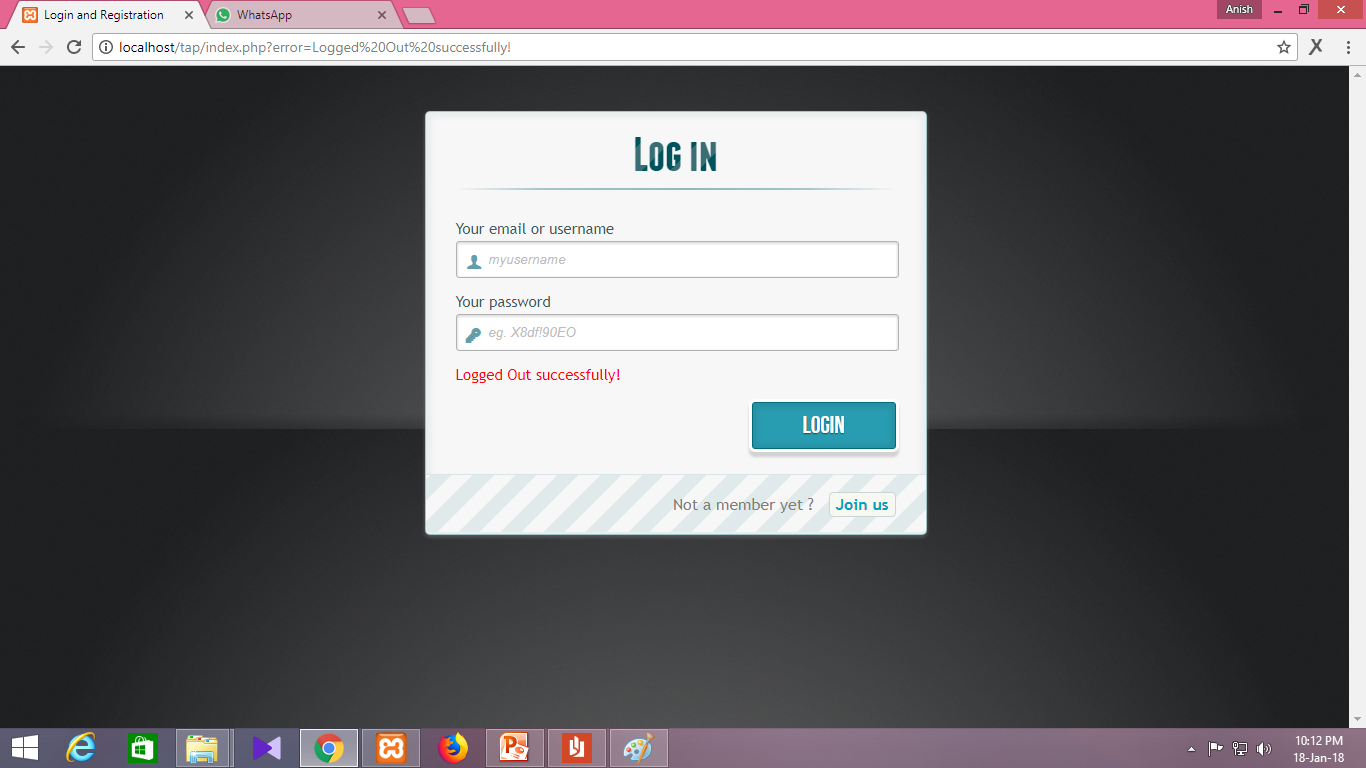 Login and Registration
WhatsApp
Anish
localhost/tap/index.php?error=Logged%20Out%20successfully!
X
Log in
Your email or username
myusername
Your password
eg. X8df!90EO
Logged Out successfully!
LOGIN
Not a member yet ? Join us
10:12 PM
18-Jan-18